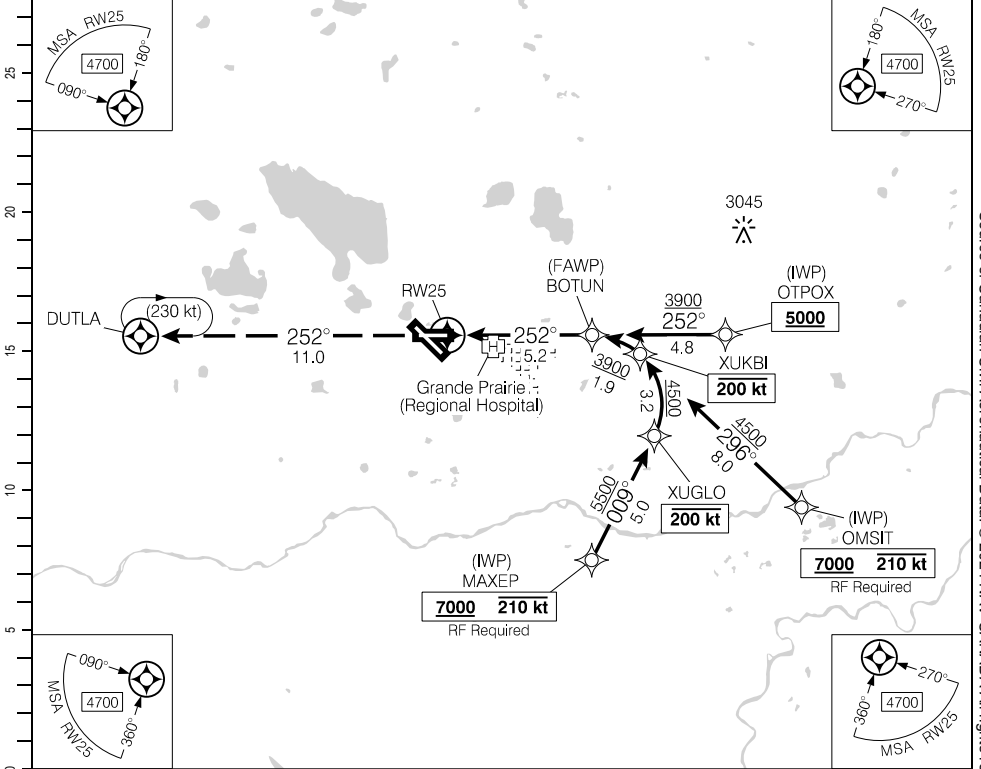 MSA RW25
4700
180°
090°
MSA RW25
4700
180°
270°
25
20
15
10
5
0
3045
(FAWP)
BOTUN
(IWP)
OTPOX
5000
RW25
3900
252°
4.8
DUTLA
(230 kt)
252°
11.0
252°
5.2
XUKBI
200 kt
3900
1.9
Grande Prairie
(Regional Hospital)
4500
3.2
4500
296°
8.0
XUGLO
200 kt
5500
009°
5.0
(IWP)
OMSIT
7000 210 kt
RF Required
(IWP)
MAXEP
7000 210 kt
RF Required
090°
4700
360°
MSA RW25
270°
4700
360°
MSA RW25